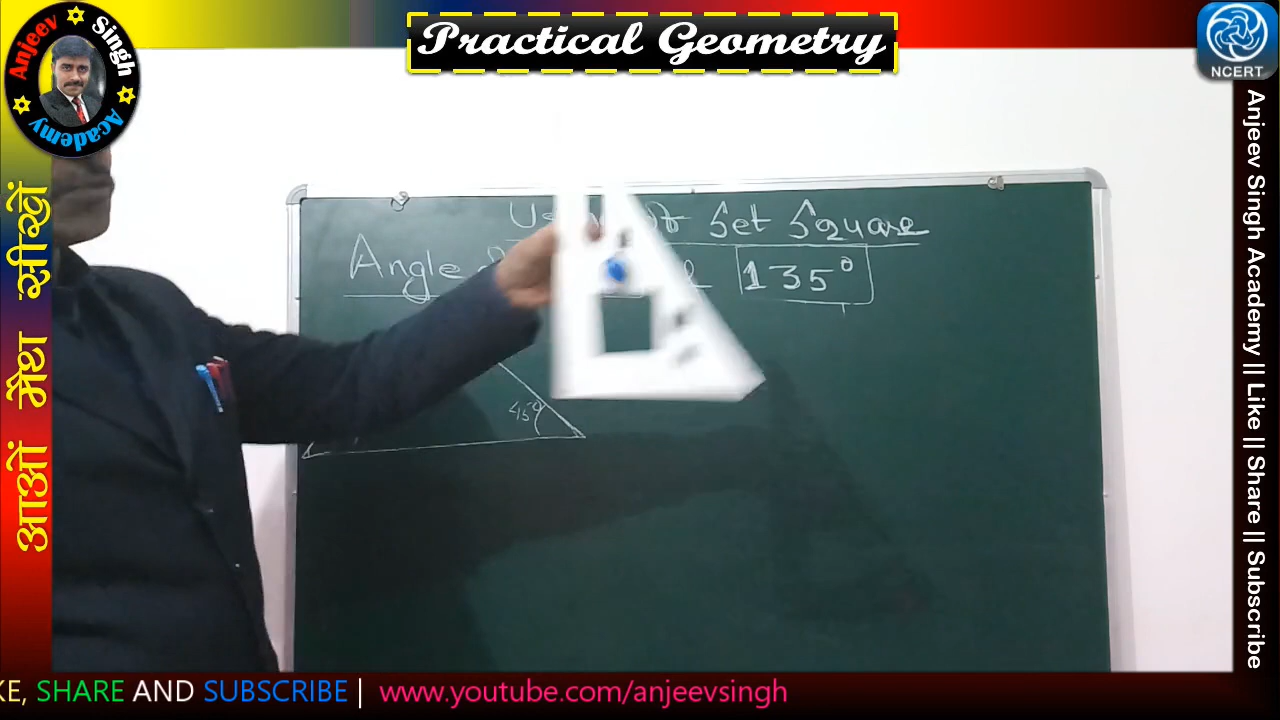 Practical Geometry
Anjeev Singh Academy
NCERT
आओं मैथ सीखें
Set Square
Angle
135°
45°
Anjeev Singh Academy || Like || Share || Subscribe
KE, SHARE AND SUBSCRIBE | www.youtube.com/anjeevsingh